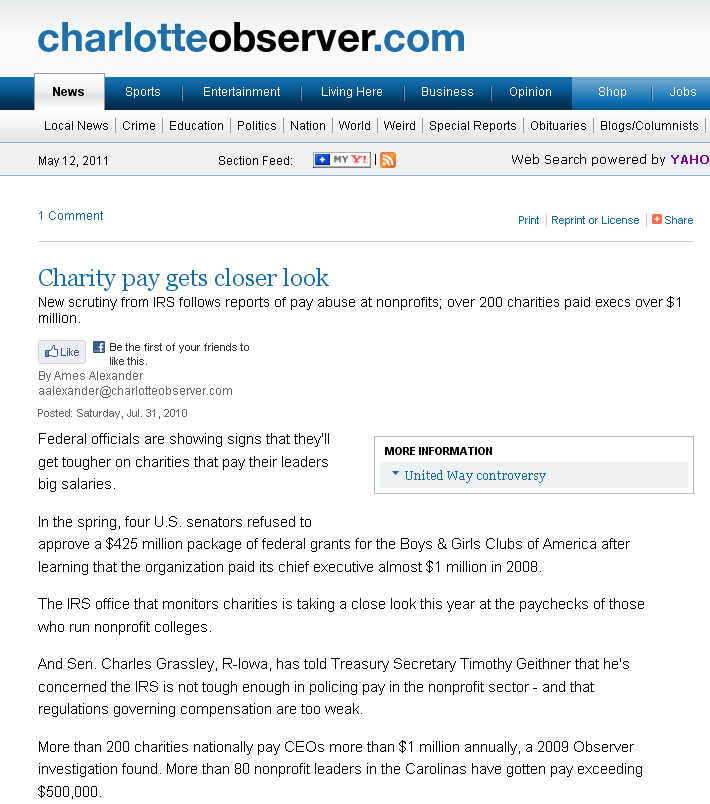 charlotteobserver.com
News Sports Entertainment Living Here Business Opinion Shop Jobs
Local News Crime Education Politics Nation World Weird Special Reports Obituaries Blogs/Columnists
May 12, 2011 Section Feed: MY Y! Web Search powered by YAHO
1 Comment
Print Reprint or License Share
Charity pay gets closer look
New scrutiny from IRS follows reports of pay abuse at nonprofits; over 200 charities paid execs over $1
million.
Like Be the first of your friends to
like this.
By Ames Alexander
aalexander@charlotteobserver.com
Posted: Saturday, Jul. 31, 2010
Federal officials are showing signs that they'll
get tougher on charities that pay their leaders
big salaries.
MORE INFORMATION
United Way controversy
In the spring, four U.S. senators refused to
approve a $425 million package of federal grants for the Boys & Girls Clubs of America after
learning that the organization paid its chief executive almost $1 million in 2008.
The IRS office that monitors charities is taking a close look this year at the paychecks of those
who run nonprofit colleges.
And Sen. Charles Grassley, R-Iowa, has told Treasury Secretary Timothy Geithner that he's
concerned the IRS is not tough enough in policing pay in the nonprofit sector - and that
regulations governing compensation are too weak.
More than 200 charities nationally pay CEOs more than $1 million annually, a 2009 Observer
investigation found. More than 80 nonprofit leaders in the Carolinas have gotten pay exceeding
$500,000.